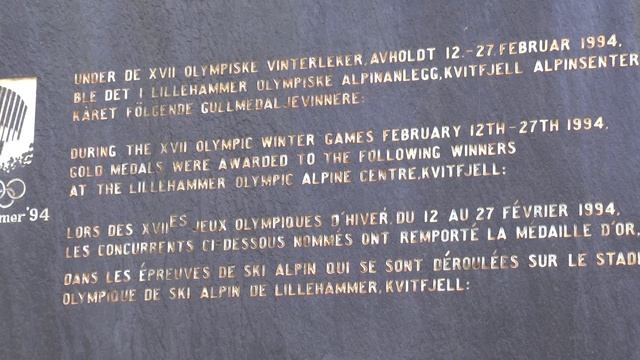 UNDER DE XVII OLYMPISKE VINTERLEKER, AVHOLDT 12.-27. FEBRUAR 1994,
BLE DET I LILLEHAMMER OLYMPISKE ALPINANLEGG, KVITFJELL ALPINSENTER
KÅRET FÖLGENDE GULLMEDALJEVINNERE:
DURING THE XVII OLYMPIC WINTER GAMES FEBRUARY 12TH-27TH 1994,
GOLD MEDALS WERE AWARDED TO THE FOLLOWING WINNERS
AT THE LILLEHAMMER OLYMPIC ALPINE CENTRE, KVITFJELL:
mer '94
LORS DES XVIIES JEUX OLYMPIQUES D'HIVER, DU 12 AU 27 FÉVRIER 1994,
LES CONCURRENTS CI-DESSOUS NOMMÉS ONT REMPORTÉ LA MÉDAILLE D'OR,
DANS LES ÉPREUVES DE SKI ALPIN QUI SE SONT DÉROULÉES SUR LE STAD
OLYMPIQUE DE SKI ALPIN DE LILLEHAMMER, KVITFJELL: